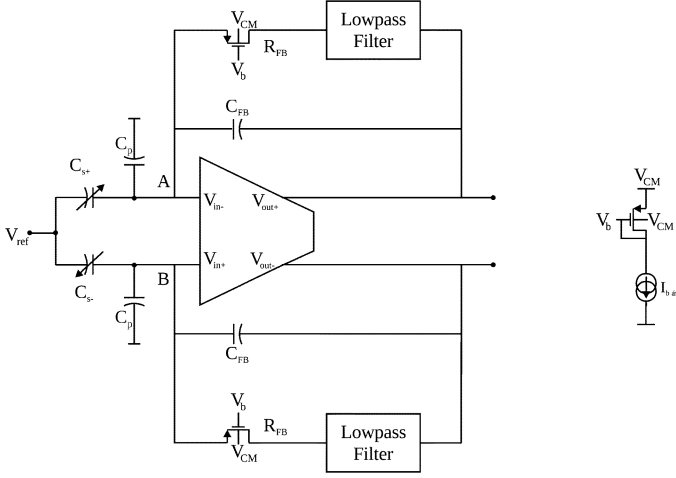 V_CM
Lowpass
Filter
R_FB
V_b
C_FB
C_p
C_s+
A
V_in-
V_out+
V_ref
V_in+
V_out-
B
C_s-
C_p
C_FB
V_b
R_FB
V_CM
Lowpass
Filter
V_CM
V_b
V_CM